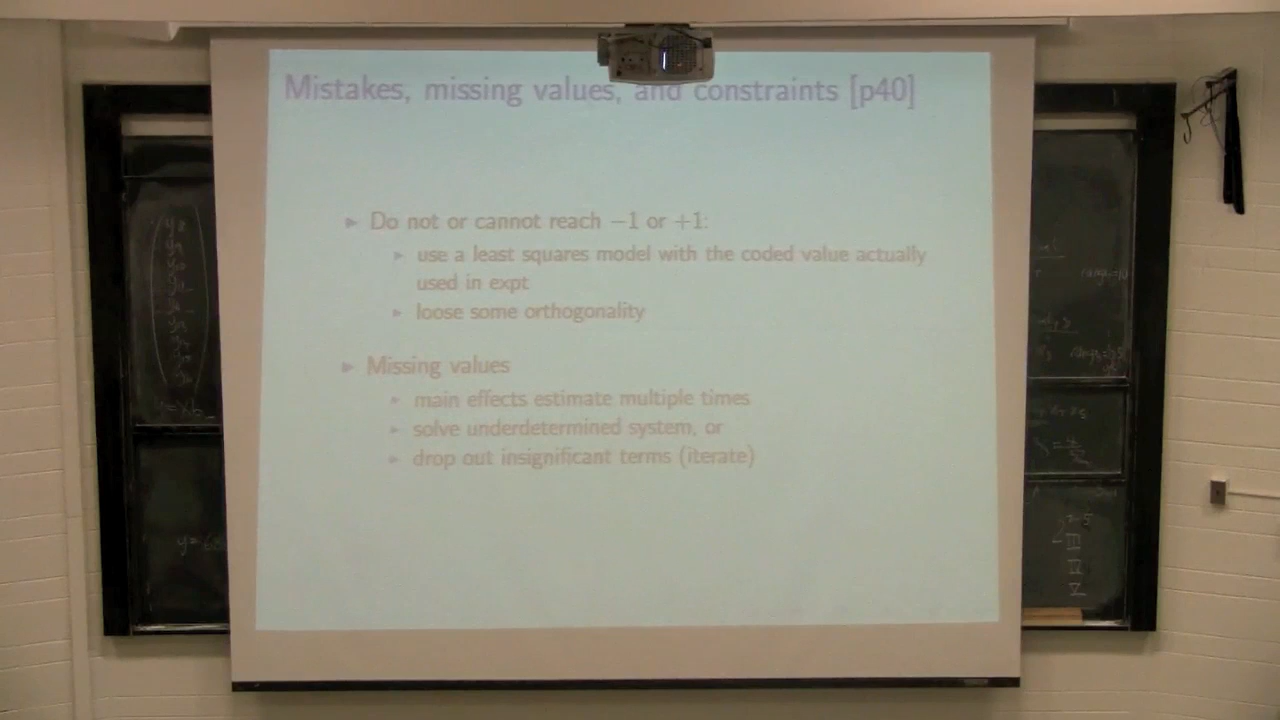 Mistakes, missing values, and constraints [p40]
Do not or cannot reach −1 or +1:
use a least squares model with the coded value actually
used in expt
loose some orthogonality
Missing values
main effects estimate multiple times
solve underdetermined system, or
drop out insignificant terms (iterate)